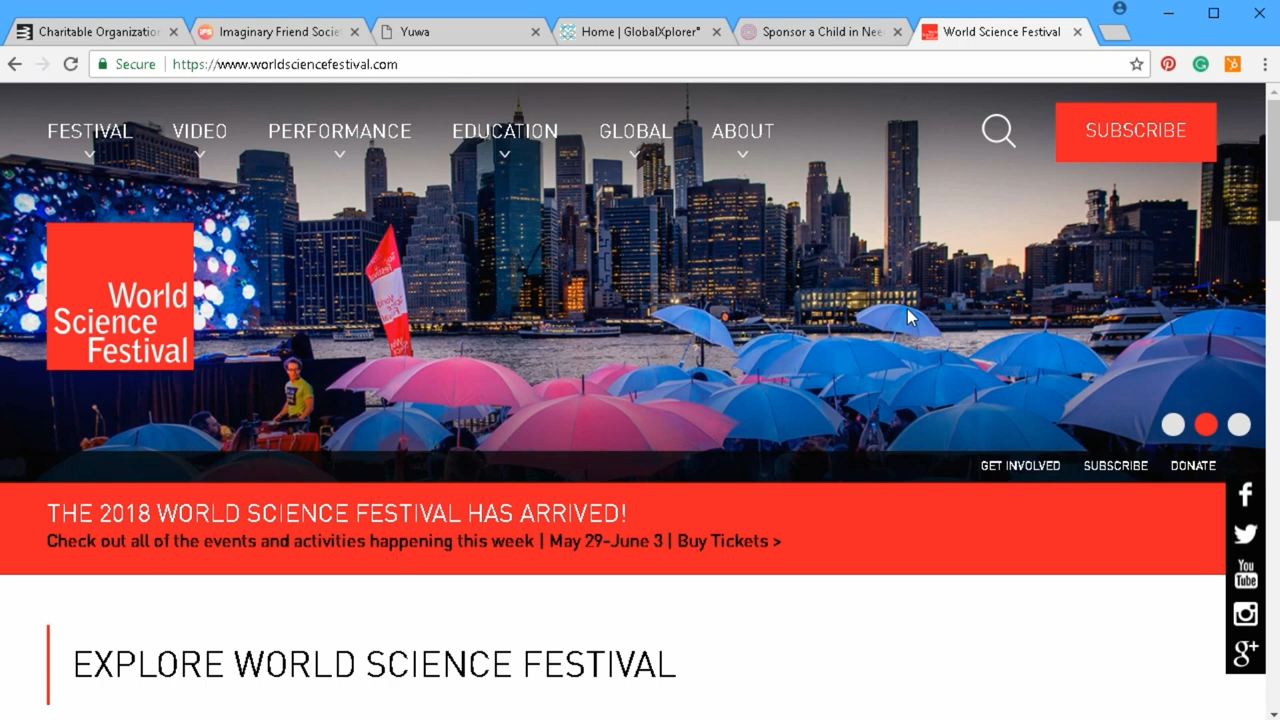 Charitable Organization
Imaginary Friend Socie
Yuwa
Home | GlobalXplorer°
Sponsor a Child in Nee
World Science Festival
Secure
https://www.worldsciencefestival.com
FESTIVAL
VIDEO
PERFORMANCE
EDUCATION
GLOBAL
ABOUT
SUBSCRIBE
World
Science
Festival
GET INVOLVED
SUBSCRIBE
DONATE
THE 2018 WORLD SCIENCE FESTIVAL HAS ARRIVED!
Check out all of the events and activities happening this week | May 29-June 3 | Buy Tickets >
You
Tube
g+
EXPLORE WORLD SCIENCE FESTIVAL